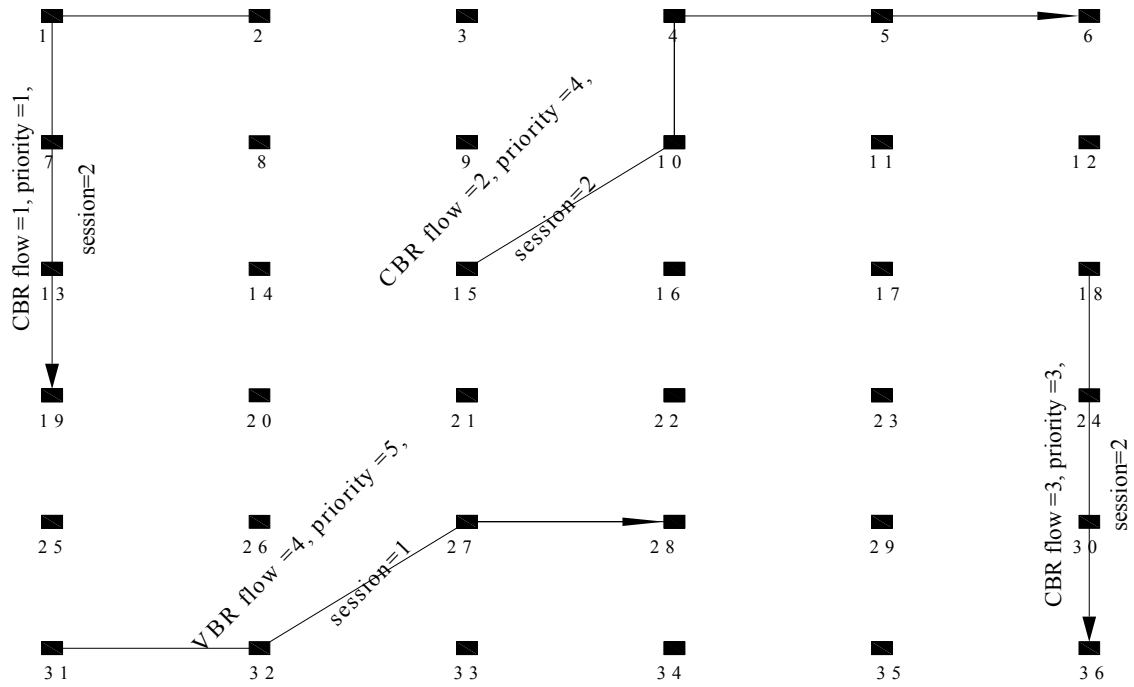 1 2 3 4 5 6
CBR flow =1, priority =1,
session=2
CBR flow =2, priority =4,
session=2
7 8 9 10 11 12
13 14 15 16 17 18
19 20 21 22 23 24
CBR flow =3, priority =3,
session=2
VBR flow =4, priority =5,
session=1
25 26 27 28 29 30
31 32 33 34 35 36